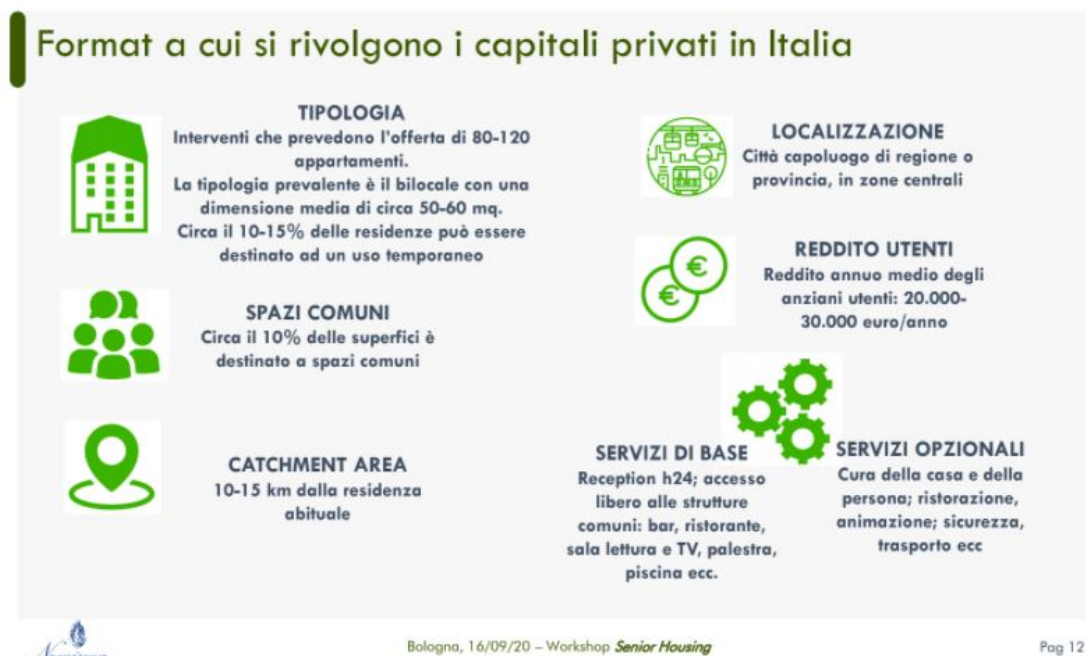 Format a cui si rivolgono i capitali privati in Italia
TIPOLOGIA
Interventi che prevedono l'offerta di 80-120
appartamenti.
La tipologia prevalente è il bilocale con una
dimensione media di circa 50-60 mq.
Circa il 10-15% delle residenze può essere
destinato ad un uso temporaneo
SPAZI COMUNI
Circa il 10% delle superfici è
destinato a spazi comuni
CATCHMENT AREA
10-15 km dalla residenza
abituale
LOCALIZZAZIONE
Città capoluogo di regione o
provincia, in zone centrali
REDDITO UTENTI
Reddito annuo medio degli
anziani utenti: 20.000-
30.000 euro/anno
SERVIZI DI BASE
Reception h24; accesso
libero alle strutture
comuni: bar, ristorante,
sala lettura e TV, palestra,
piscina ecc.
SERVIZI OPZIONALI
Cura della casa e della
persona; ristorazione,
animazione; sicurezza,
trasporto ecc
Bologna, 16/09/20 – Workshop Senior Housing
Pag 12